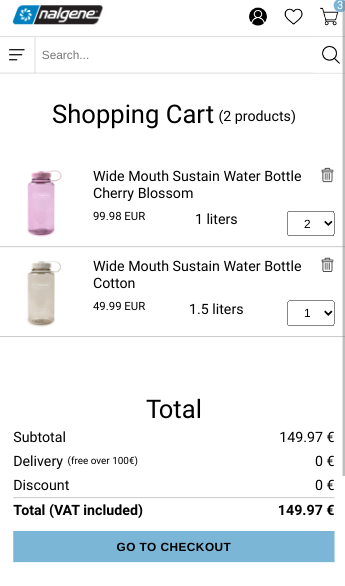 nalgene
3
Search...
Shopping Cart (2 products)
Wide Mouth Sustain Water Bottle
Cherry Blossom
99.98 EUR 1 liters 2
Wide Mouth Sustain Water Bottle
Cotton
49.99 EUR 1.5 liters 1
Total
Subtotal 149.97 €
Delivery (free over 100€) 0 €
Discount 0 €
Total (VAT included) 149.97 €
GO TO CHECKOUT